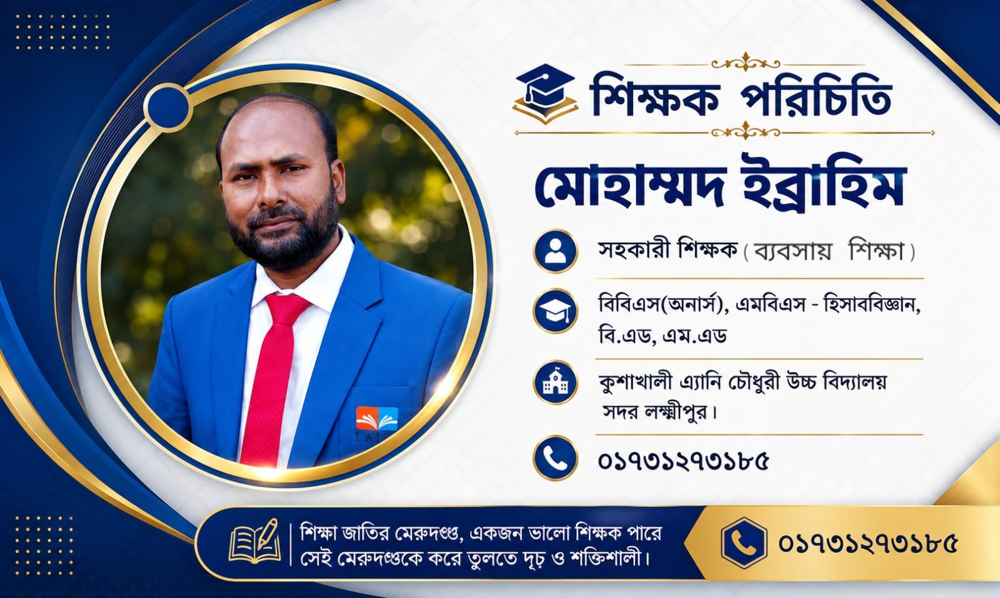 শিক্ষক পরিচিতি
মোহাম্মদ ইব্রাহিম
সহকারী শিক্ষক ( ব্যবসায় শিক্ষা )
বিবিএস(অনার্স), এমবিএস - হিসাববিজ্ঞান,
বি.এড, এম.এড
কুশাখালী এ্যানি চৌধুরী উচ্চ বিদ্যালয়
সদর লক্ষ্মীপুর।
০১৭৩১২৭৩১৮৫
LAIS
শিক্ষা জাতির মেরুদণ্ড, একজন ভালো শিক্ষক পারে
সেই মেরুদণ্ডকে করে তুলতে দৃঢ় ও শক্তিশালী।
০১৭৩১২৭৩১৮৫